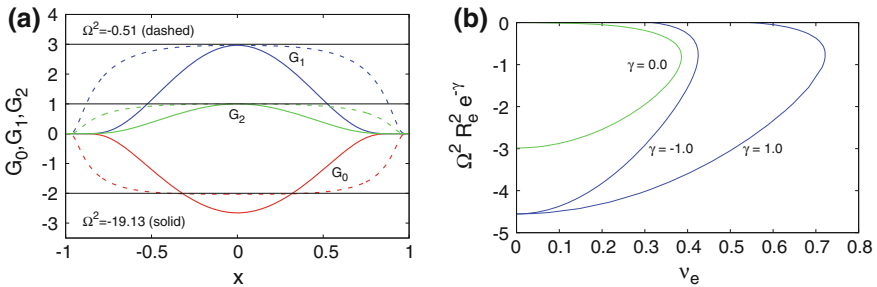 (a)
Ω²=-0.51 (dashed)
G₁
G₂
G₀
Ω²=-19.13 (solid)
4
3
2
1
0
-1
-2
-3
-1
-0.5
0
0.5
1
G₀,G₁,G₂
x
(b)
γ = 0.0
γ = -1.0
γ = 1.0
0
-1
-2
-3
-4
-5
0
0.1
0.2
0.3
0.4
0.5
0.6
0.7
0.8
Ω² Rₑ² e^-γ
νₑ